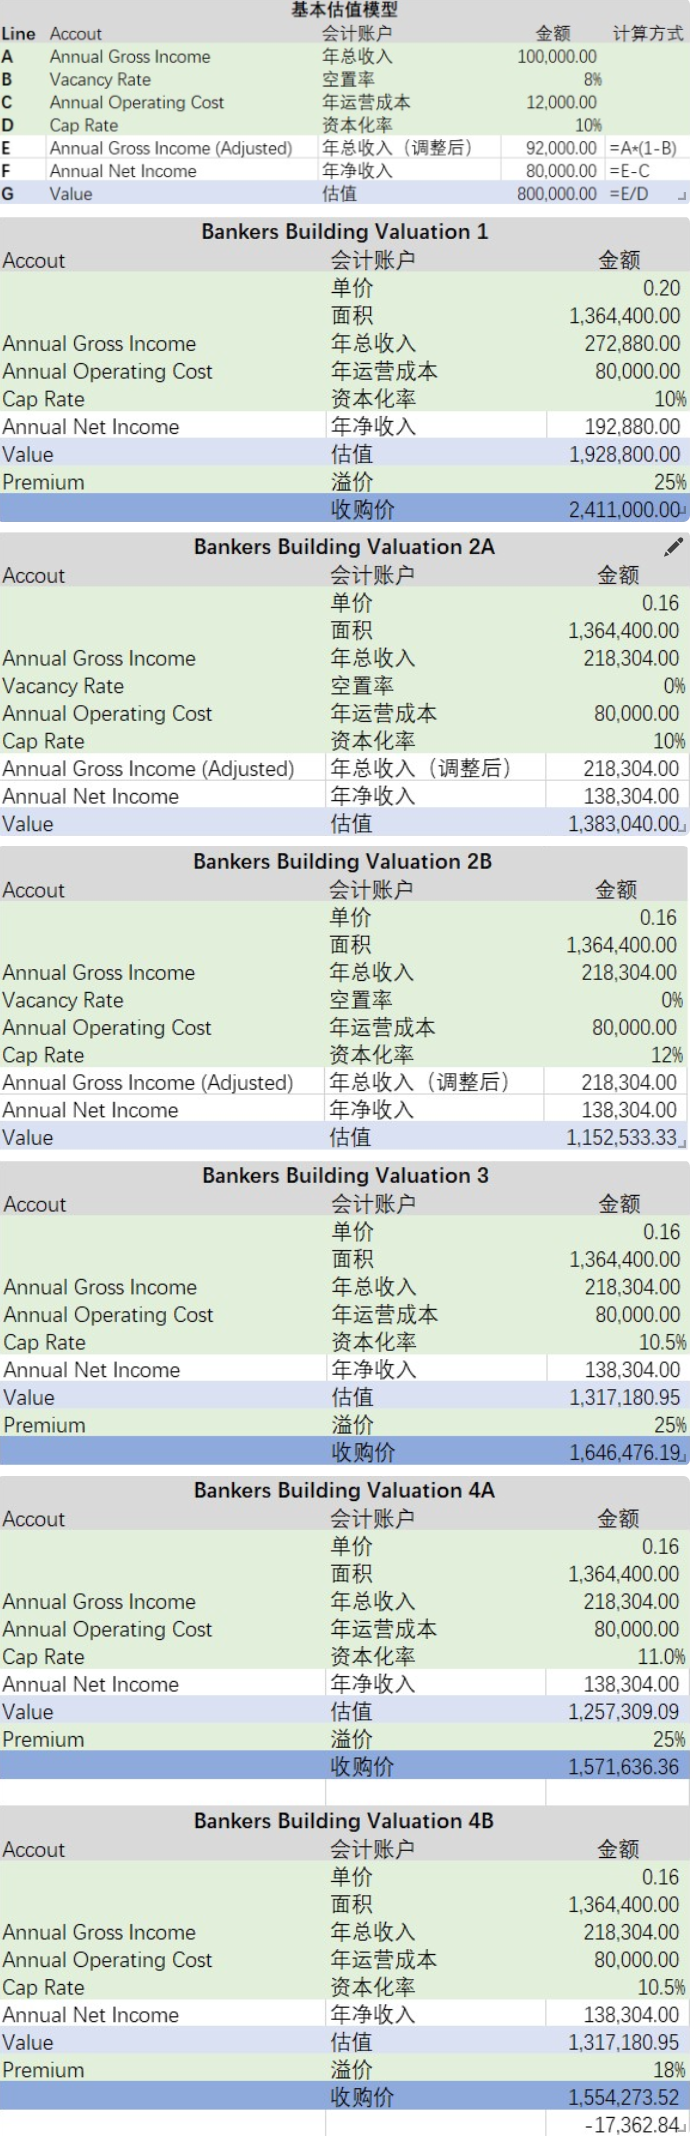 基本估值模型
Line Accout 会计账户 金额 计算方式
A Annual Gross Income 年总收入 100,000.00
B Vacancy Rate 空置率 8%
C Annual Operating Cost 年运营成本 12,000.00
D Cap Rate 资本化率 10%
E Annual Gross Income (Adjusted) 年总收入（调整后） 92,000.00 =A*(1-B)
F Annual Net Income 年净收入 80,000.00 =E-C
G Value 估值 800,000.00 =E/D
Bankers Building Valuation 1
Accout 会计账户 金额
单价 0.20
面积 1,364,400.00
Annual Gross Income 年总收入 272,880.00
Annual Operating Cost 年运营成本 80,000.00
Cap Rate 资本化率 10%
Annual Net Income 年净收入 192,880.00
Value 估值 1,928,800.00
Premium 溢价 25%
收购价 2,411,000.00
Bankers Building Valuation 2A
Accout 会计账户 金额
单价 0.16
面积 1,364,400.00
Annual Gross Income 年总收入 218,304.00
Vacancy Rate 空置率 0%
Annual Operating Cost 年运营成本 80,000.00
Cap Rate 资本化率 10%
Annual Gross Income (Adjusted) 年总收入（调整后） 218,304.00
Annual Net Income 年净收入 138,304.00
Value 估值 1,383,040.00
Bankers Building Valuation 2B
Accout 会计账户 金额
单价 0.16
面积 1,364,400.00
Annual Gross Income 年总收入 218,304.00
Vacancy Rate 空置率 0%
Annual Operating Cost 年运营成本 80,000.00
Cap Rate 资本化率 12%
Annual Gross Income (Adjusted) 年总收入（调整后） 218,304.00
Annual Net Income 年净收入 138,304.00
Value 估值 1,152,533.33
Bankers Building Valuation 3
Accout 会计账户 金额
单价 0.16
面积 1,364,400.00
Annual Gross Income 年总收入 218,304.00
Annual Operating Cost 年运营成本 80,000.00
Cap Rate 资本化率 10.5%
Annual Net Income 年净收入 138,304.00
Value 估值 1,317,180.95
Premium 溢价 25%
收购价 1,646,476.19
Bankers Building Valuation 4A
Accout 会计账户 金额
单价 0.16
面积 1,364,400.00
Annual Gross Income 年总收入 218,304.00
Annual Operating Cost 年运营成本 80,000.00
Cap Rate 资本化率 11.0%
Annual Net Income 年净收入 138,304.00
Value 估值 1,257,309.09
Premium 溢价 25%
收购价 1,571,636.36
Bankers Building Valuation 4B
Accout 会计账户 金额
单价 0.16
面积 1,364,400.00
Annual Gross Income 年总收入 218,304.00
Annual Operating Cost 年运营成本 80,000.00
Cap Rate 资本化率 10.5%
Annual Net Income 年净收入 138,304.00
Value 估值 1,317,180.95
Premium 溢价 18%
收购价 1,554,273.52
-17,362.84